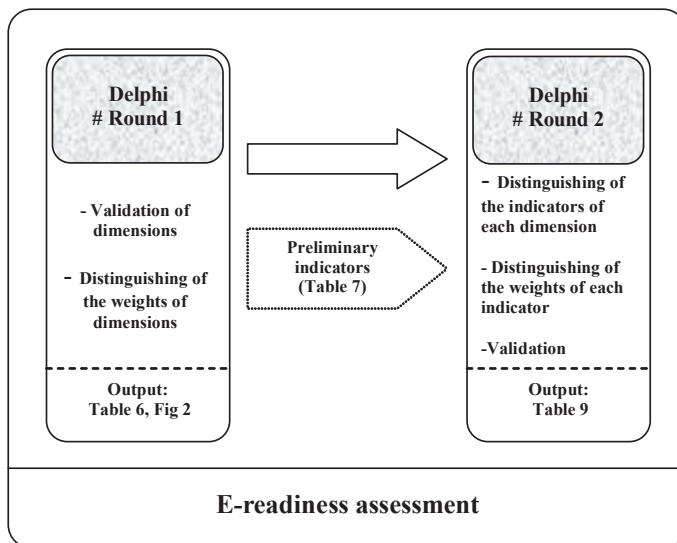 Delphi
# Round 1
- Validation of
dimensions
- Distinguishing of
the weights of
dimensions
Output:
Table 6, Fig 2
Preliminary
indicators
(Table 7)
Delphi
# Round 2
- Distinguishing of
the indicators of
each dimension
- Distinguishing of
the weights of each
indicator
-Validation
Output:
Table 9
E-readiness assessment